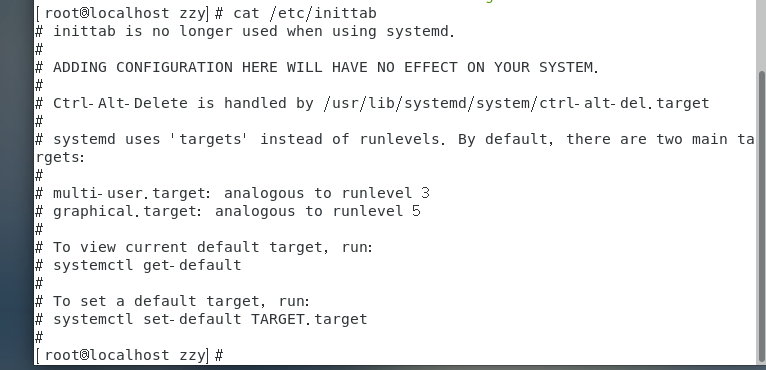 [root@localhost zzy]# cat /etc/inittab
# inittab is no longer used when using systemd.
#
# ADDING CONFIGURATION HERE WILL HAVE NO EFFECT ON YOUR SYSTEM.
#
# Ctrl-Alt-Delete is handled by /usr/lib/systemd/system/ctrl-alt-del.target
#
# systemd uses 'targets' instead of runlevels. By default, there are two main ta
rgets:
#
# multi-user.target: analogous to runlevel 3
# graphical.target: analogous to runlevel 5
#
# To view current default target, run:
# systemctl get-default
#
# To set a default target, run:
# systemctl set-default TARGET.target
#
[root@localhost zzy]#